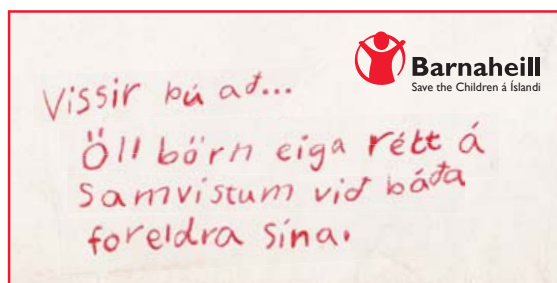 Barnaheill
Save the Children á Íslandi
Vissir þú að...
Öll börn eiga rétt á
samvistum við báða
foreldra sína.